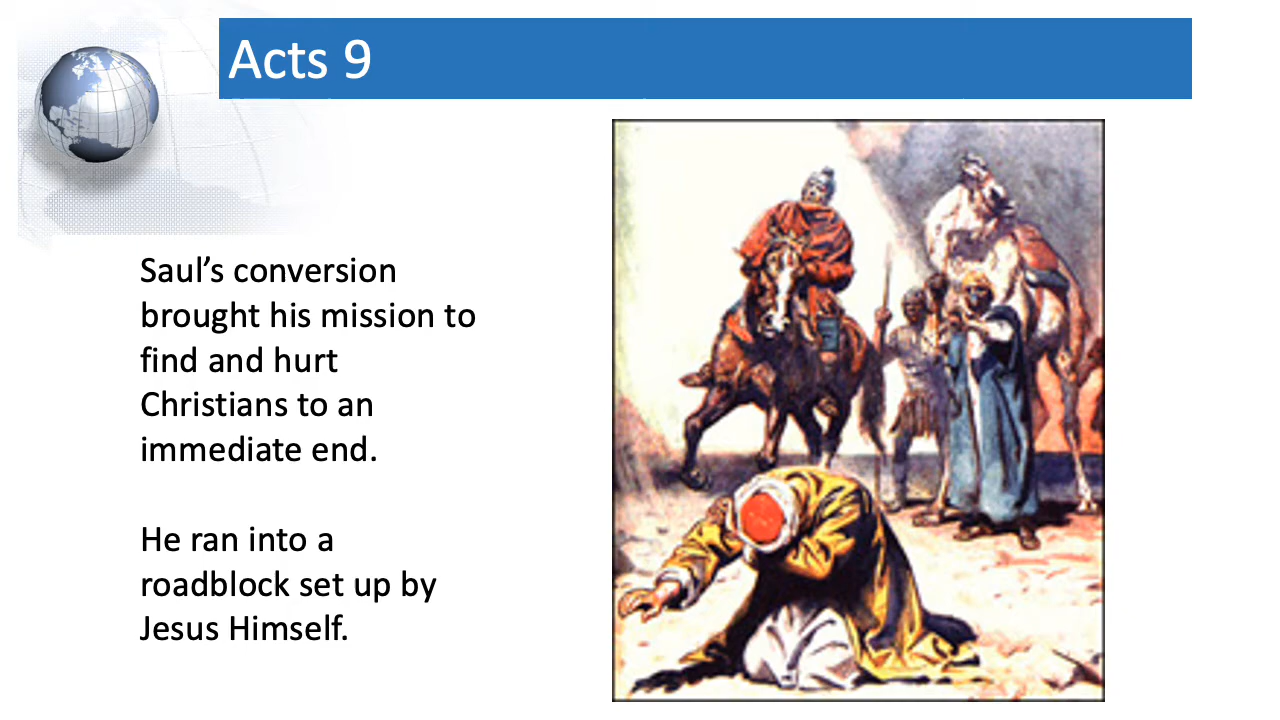 Acts 9
Saul’s conversion
brought his mission to
find and hurt
Christians to an
immediate end.
He ran into a
roadblock set up by
Jesus Himself.